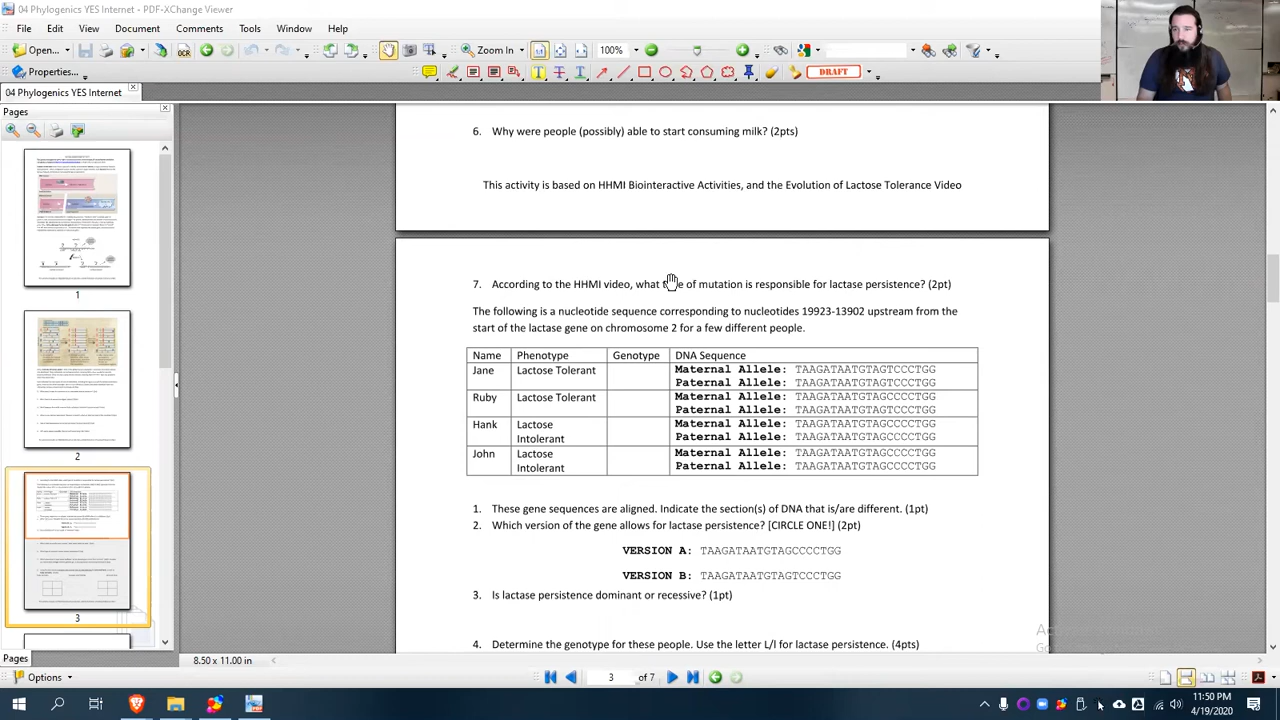 04 Phylogenics YES Internet - PDF-XChange Viewer
File Edit View Document Comments Tools Window Help
Open... OCR Zoom In 100%
Properties... T T T DRAFT
04 Phylogenics YES Internet
Pages
1
2
3
6. Why were people (possibly) able to start consuming milk? (2pts)
This activity is based on HHMI Biointeractive Activities, and the Evolution of Lactose Tolerance Video
7. According to the HHMI video, what of mutation is responsible for lactase persistence? (2pt)
The following is a nucleotide sequence corresponding to nucleotides 19923-13902 upstream from the
start of the lactase gene on chromosome 2 for a few different people.
Name Phenotype Genotype DNA Sequence
Jane Lactose Tolerant Maternal Allele: TAAGATAATGTAGTCCCTGG
Paternal Allele: TAAGATAATGTAGTCCCTGG
Ruby Lactose Tolerant Maternal Allele: TAAGATAATGTAGCCCCTGG
Paternal Allele: TAAGATAATGTAGTCCCTGG
Hank Lactose Maternal Allele: TAAGATAATGTAGCCCCTGG
Intolerant Paternal Allele: TAAGATAATGTAGCCCCTGG
John Lactose Maternal Allele: TAAGATAATGTAGCCCCTGG
Intolerant Paternal Allele: TAAGATAATGTAGCCCCTGG
1. These gene sequences are aligned. Indicate the section(s) of DNA that is/are different. (1pt)
2. Which version of the gene allows for lactase persistence? [CIRCLE ONE!] (2pt)
VERSION A: TAAGATAATGTAGCCCCTGG
VERSION B: TAAGATAATGTAGTCCCTGG
3. Is lactase persistence dominant or recessive? (1pt)
4. Determine the genotype for these people. Use the letter L/l for lactase persistence. (4pts)
Pages 8.50 x 11.00 in
Options 3 of 7
11:50 PM
4/19/2020